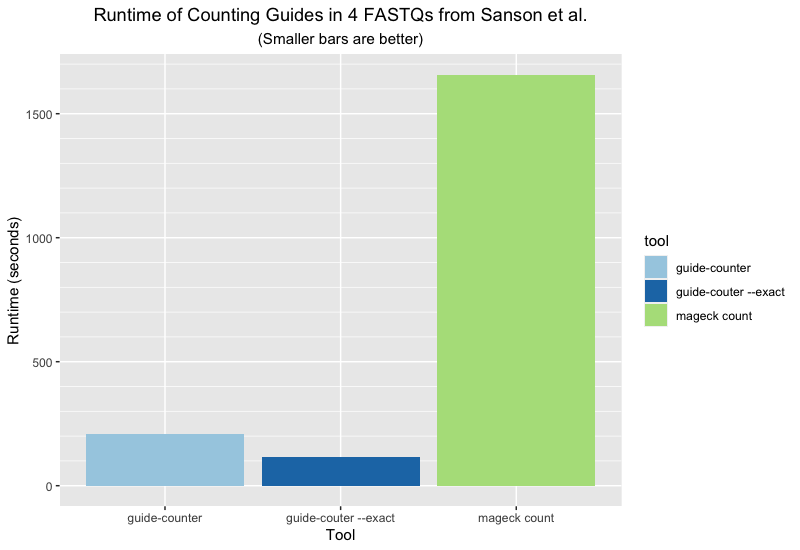 Runtime of Counting Guides in 4 FASTQs from Sanson et al.
(Smaller bars are better)
Runtime (seconds)
1500
1000
500
0
guide-counter
guide-couter --exact
mageck count
Tool
tool
guide-counter
guide-couter --exact
mageck count